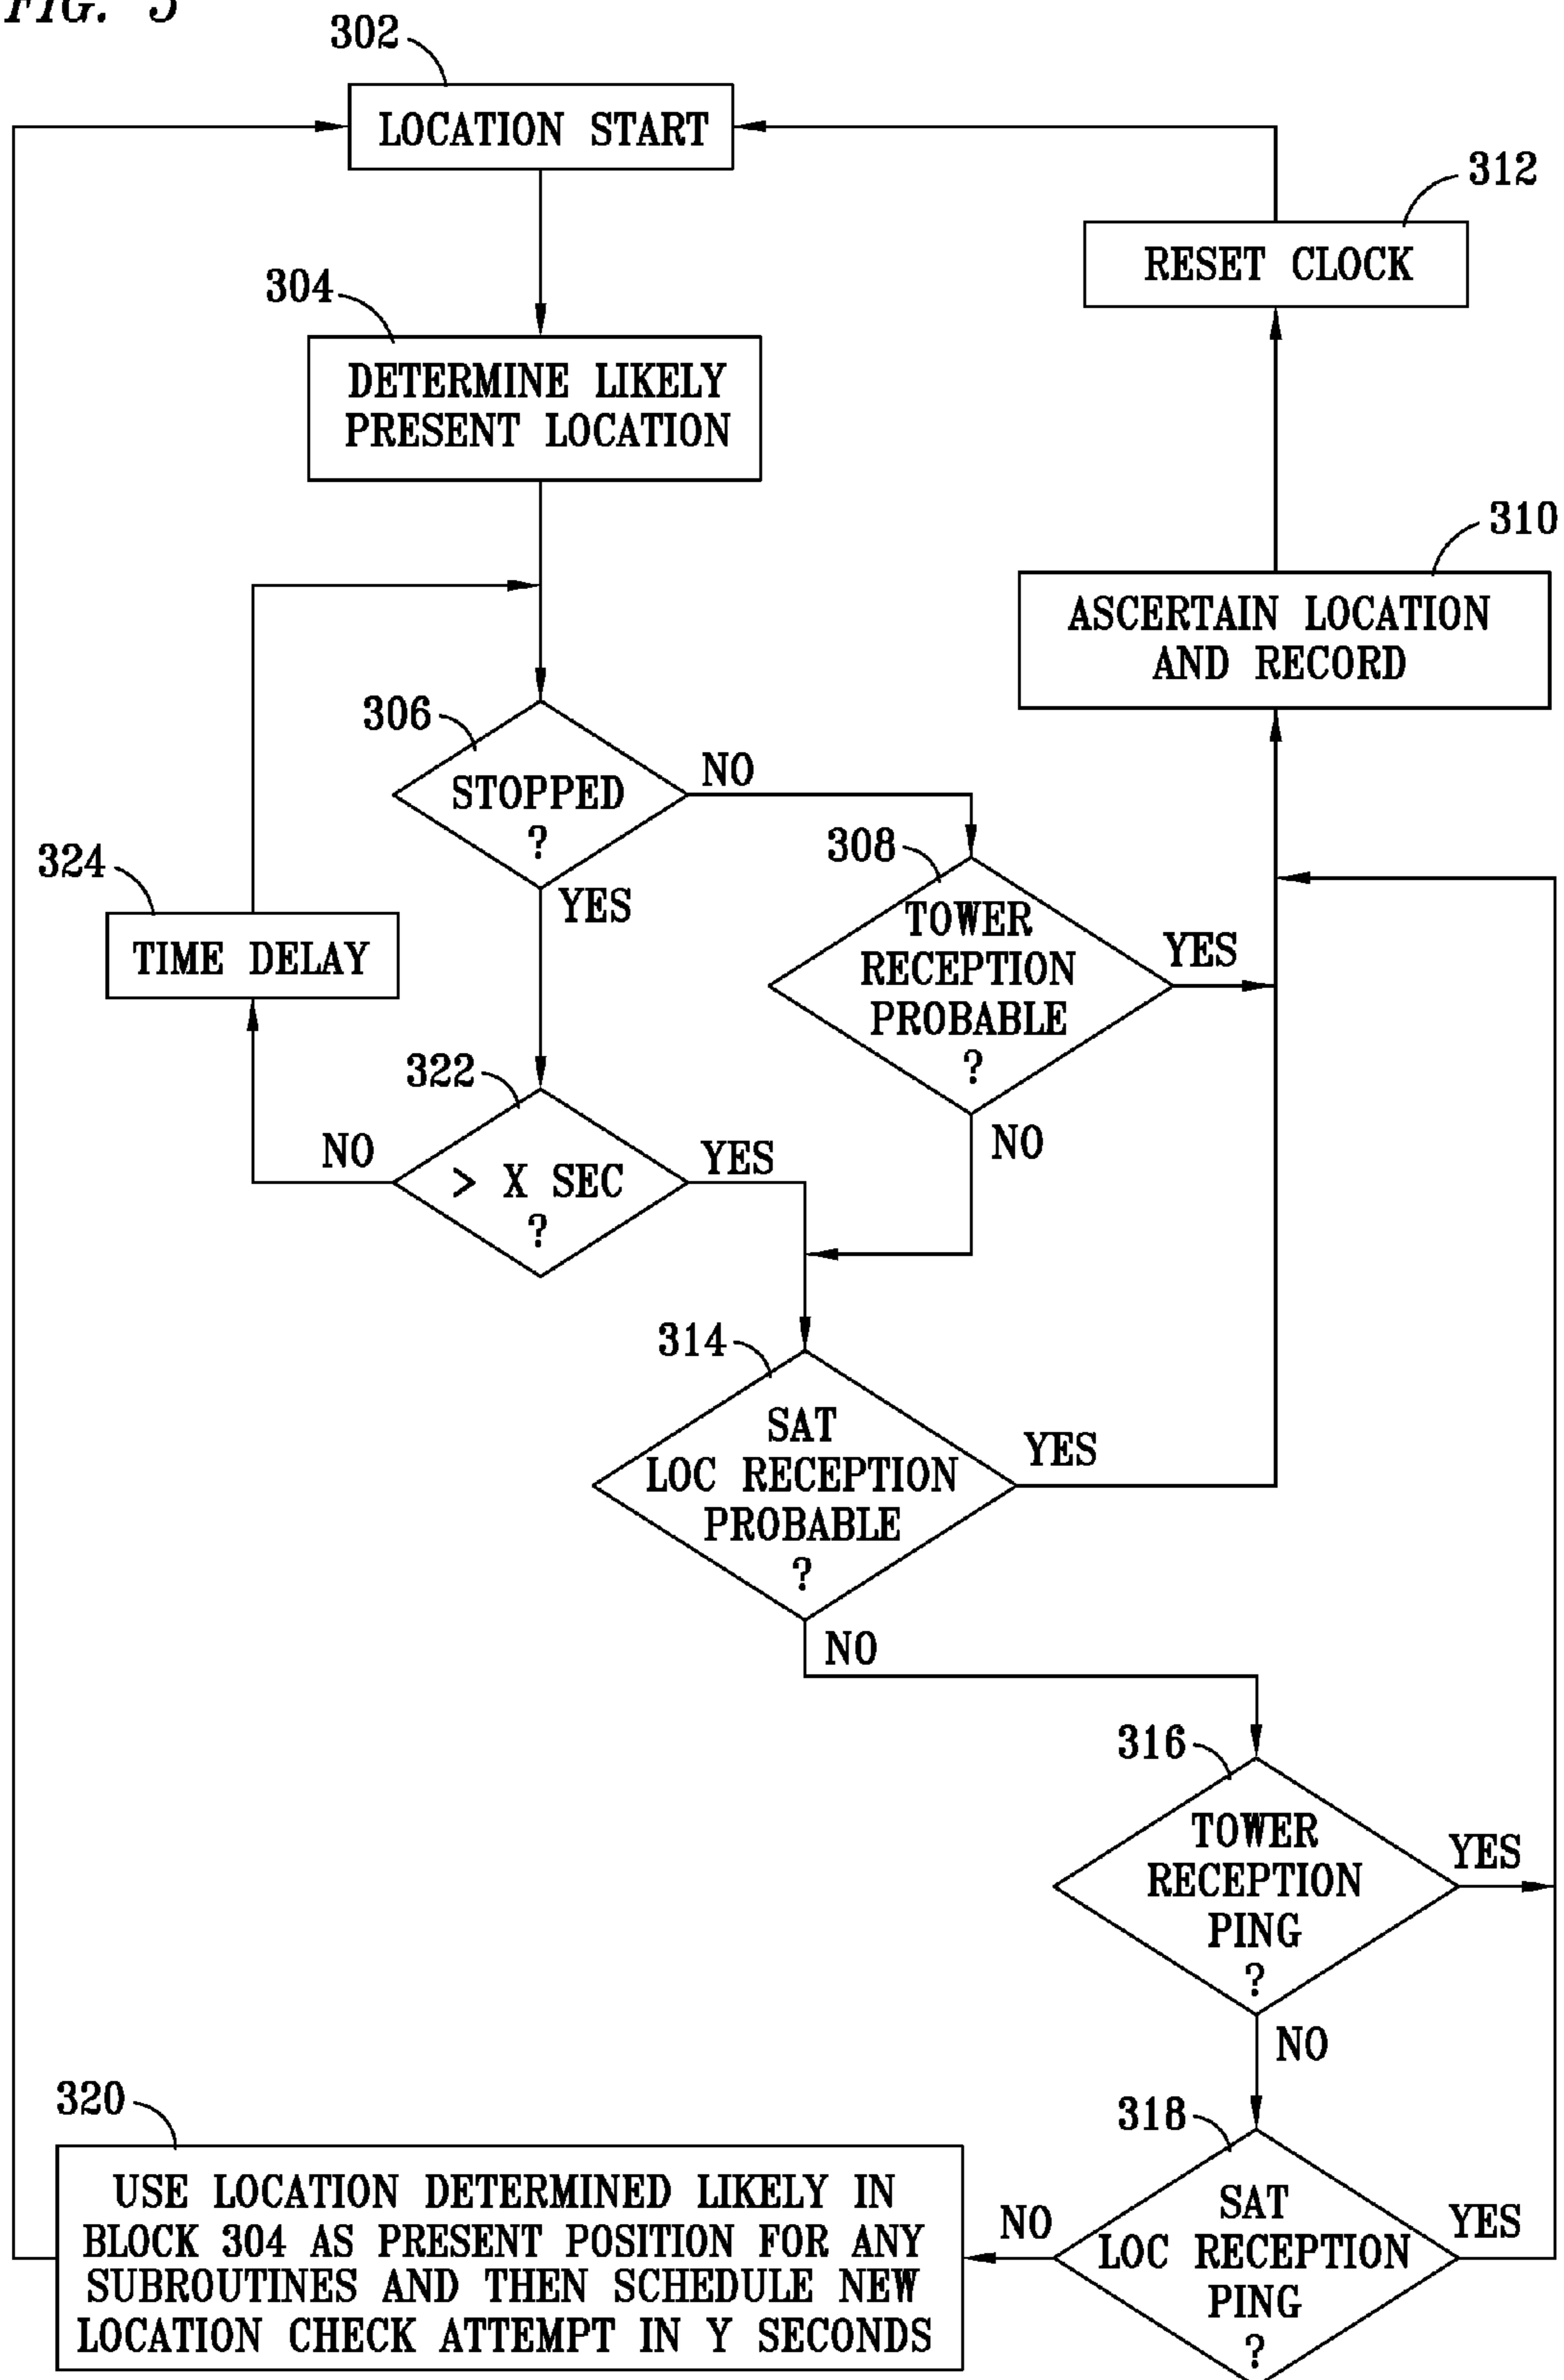 FIG. 3
302
LOCATION START
312
RESET CLOCK
304
DETERMINE LIKELY
PRESENT LOCATION
310
ASCERTAIN LOCATION
AND RECORD
306
STOPPED
?
NO
YES
308
TOWER
RECEPTION
PROBABLE
?
YES
NO
324
TIME DELAY
322
> X SEC
?
NO
YES
314
SAT
LOC RECEPTION
PROBABLE
?
YES
NO
316
TOWER
RECEPTION
PING
?
YES
NO
318
SAT
LOC RECEPTION
PING
?
NO
YES
320
USE LOCATION DETERMINED LIKELY IN
BLOCK 304 AS PRESENT POSITION FOR ANY
SUBROUTINES AND THEN SCHEDULE NEW
LOCATION CHECK ATTEMPT IN Y SECONDS